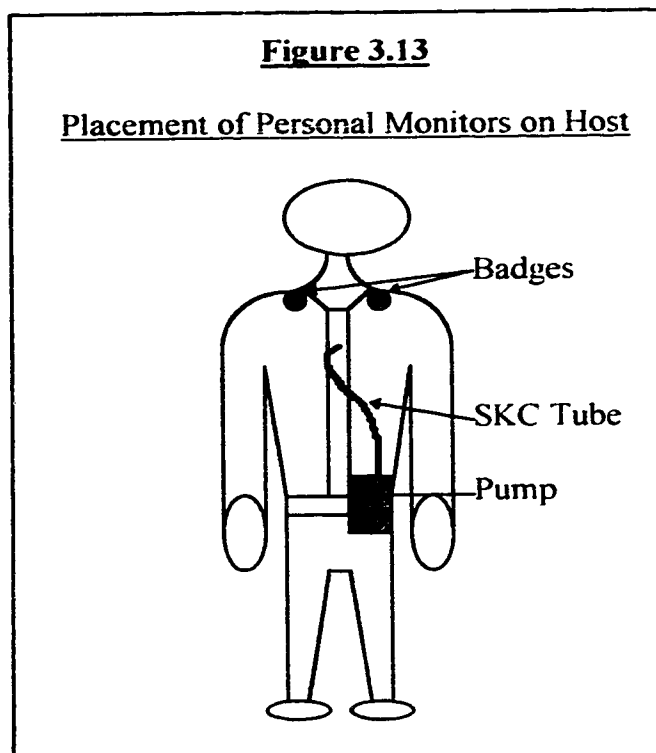 Figure 3.13
Placement of Personal Monitors on Host
Badges
SKC Tube
Pump